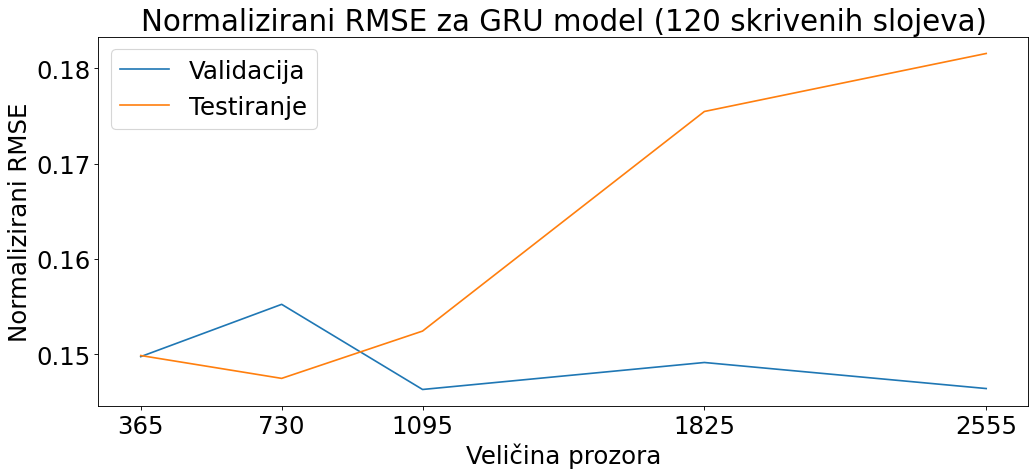 Normalizirani RMSE za GRU model (120 skrivenih slojeva)
Validacija
Testiranje
Normalizirani RMSE
0.18
0.17
0.16
0.15
365 730 1095 1825 2555
Veličina prozora